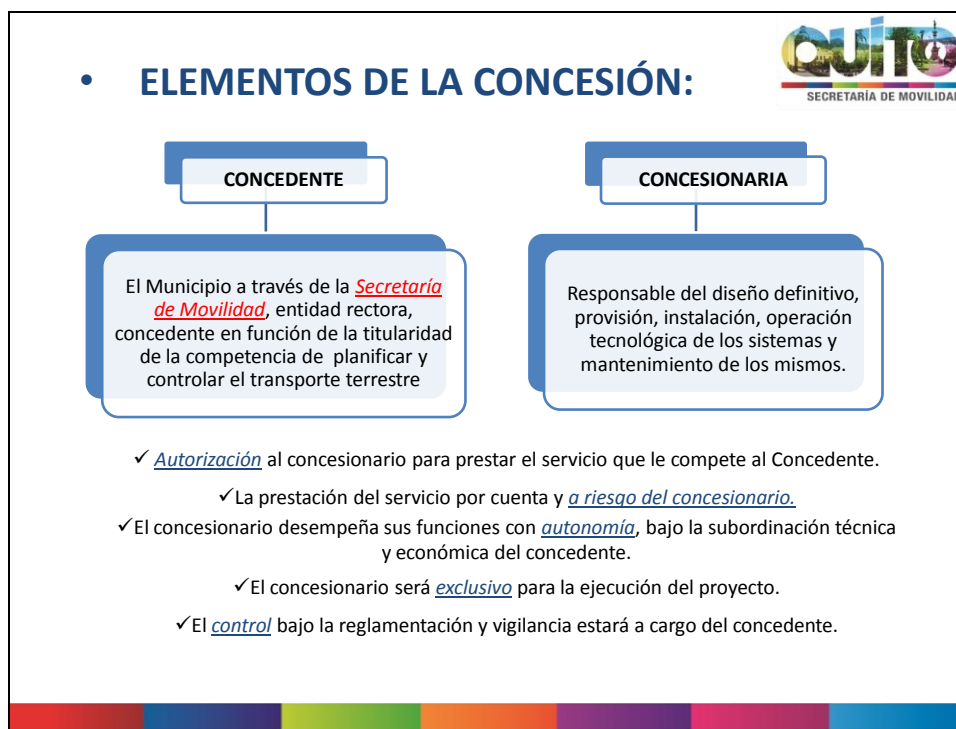 • ELEMENTOS DE LA CONCESIÓN:
QUITO
SECRETARÍA DE MOVILIDAD
CONCEDENTE
El Municipio a través de la Secretaría
de Movilidad, entidad rectora,
concedente en función de la titularidad
de la competencia de planificar y
controlar el transporte terrestre
CONCESIONARIA
Responsable del diseño definitivo,
provisión, instalación, operación
tecnológica de los sistemas y
mantenimiento de los mismos.
✓ Autorización al concesionario para prestar el servicio que le compete al Concedente.
✓La prestación del servicio por cuenta y a riesgo del concesionario.
✓El concesionario desempeña sus funciones con autonomía, bajo la subordinación técnica
y económica del concedente.
✓El concesionario será exclusivo para la ejecución del proyecto.
✓El control bajo la reglamentación y vigilancia estará a cargo del concedente.